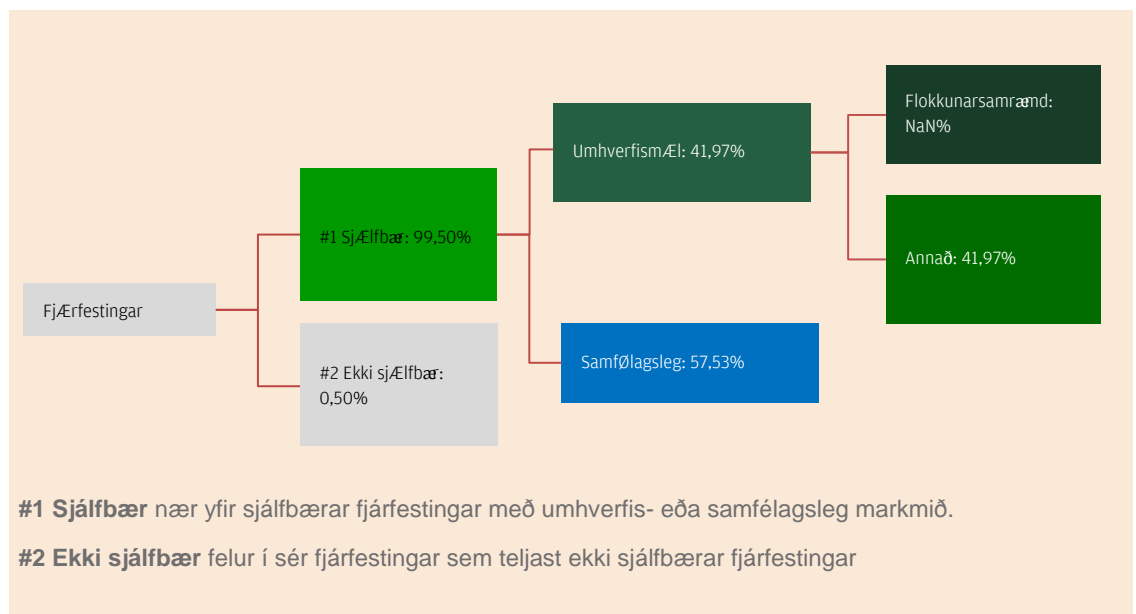 Flokkunarsamræmd:
NaN%
UmhverfismÆl: 41,97%
#1 SjÆlfbær: 99,50%
Annað: 41,97%
FjÆrfestingar
#2 Ekki sjÆlfbær:
0,50%
SamfØlagsleg: 57,53%
#1 Sjálfbær nær yfir sjálfbærar fjárfestingar með umhverfis- eða samfélagsleg markmið.
#2 Ekki sjálfbær felur í sér fjárfestingar sem teljast ekki sjálfbærar fjárfestingar